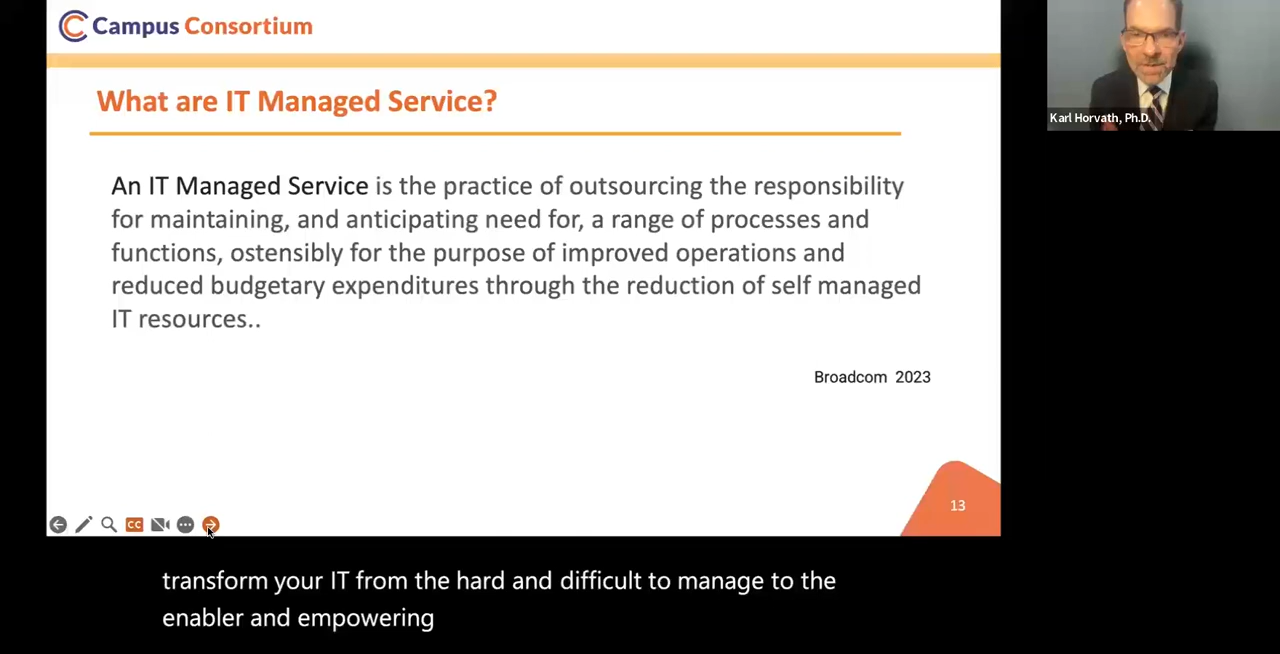 Campus Consortium
What are IT Managed Service?
Karl Horvath, Ph.D.
An IT Managed Service is the practice of outsourcing the responsibility
for maintaining, and anticipating need for, a range of processes and
functions, ostensibly for the purpose of improved operations and
reduced budgetary expenditures through the reduction of self managed
IT resources..
Broadcom 2023
13
CC
transform your IT from the hard and difficult to manage to the
enabler and empowering